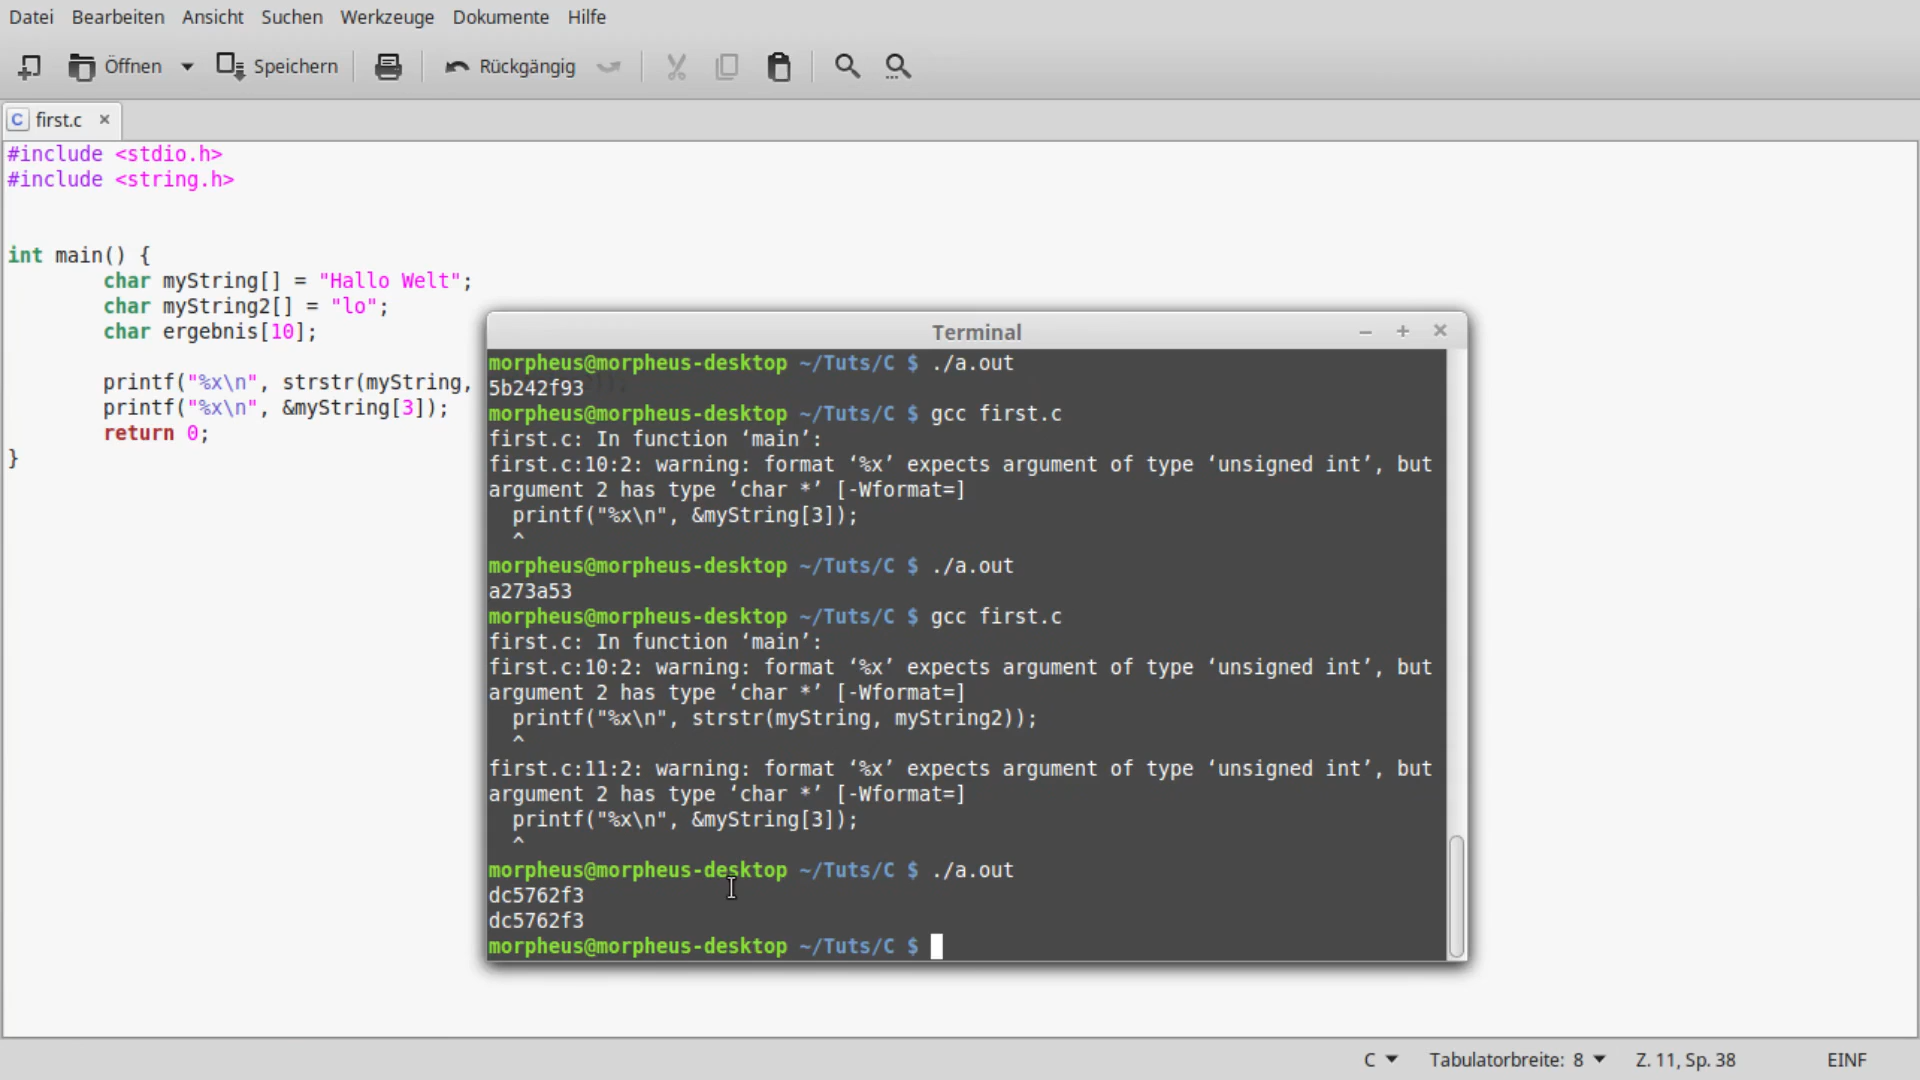 Datei Bearbeiten Ansicht Suchen Werkzeuge Dokumente Hilfe
Öffnen Speichern Rückgängig
C first.c ×
#include <stdio.h>
#include <string.h>
int main() {
char myString[] = "Hallo Welt";
char myString2[] = "lo";
char ergebnis[10];
printf("%x\n", strstr(myString,
printf("%x\n", &myString[3]);
return 0;
}
Terminal
morpheus@morpheus-desktop ~/Tuts/C $ ./a.out
5b242f93
morpheus@morpheus-desktop ~/Tuts/C $ gcc first.c
first.c: In function ‘main’:
first.c:10:2: warning: format ‘%x’ expects argument of type ‘unsigned int’, but
argument 2 has type ‘char *’ [-Wformat=]
printf("%x\n", &myString[3]);
^
morpheus@morpheus-desktop ~/Tuts/C $ ./a.out
a273a53
morpheus@morpheus-desktop ~/Tuts/C $ gcc first.c
first.c: In function ‘main’:
first.c:10:2: warning: format ‘%x’ expects argument of type ‘unsigned int’, but
argument 2 has type ‘char *’ [-Wformat=]
printf("%x\n", strstr(myString, myString2));
^
first.c:11:2: warning: format ‘%x’ expects argument of type ‘unsigned int’, but
argument 2 has type ‘char *’ [-Wformat=]
printf("%x\n", &myString[3]);
^
morpheus@morpheus-desktop ~/Tuts/C $ ./a.out
dc5762f3
dc5762f3
morpheus@morpheus-desktop ~/Tuts/C $
C Tabulatorbreite: 8 Z. 11, Sp. 38 EINF